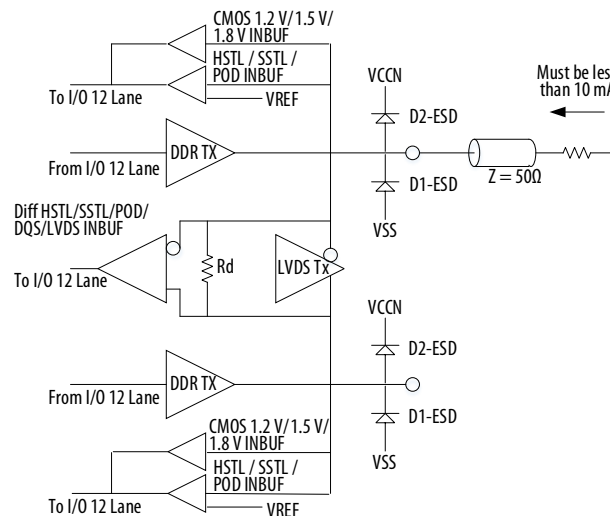 CMOS 1.2 V/1.5 V/
1.8 V INBUF
HSTL / SSTL /
POD INBUF
VREF
To I/O 12 Lane
VCCN
Must be les
than 10 mA
D2-ESD
DDR TX
From I/O 12 Lane
D1-ESD
Z = 50Ω
VSS
Diff HSTL/SSTL/POD/
DQS/LVDS INBUF
Rd
LVDS Tx
To I/O 12 Lane
VCCN
D2-ESD
DDR TX
From I/O 12 Lane
D1-ESD
VSS
CMOS 1.2 V/1.5 V/
1.8 V INBUF
HSTL / SSTL /
POD INBUF
To I/O 12 Lane
VREF